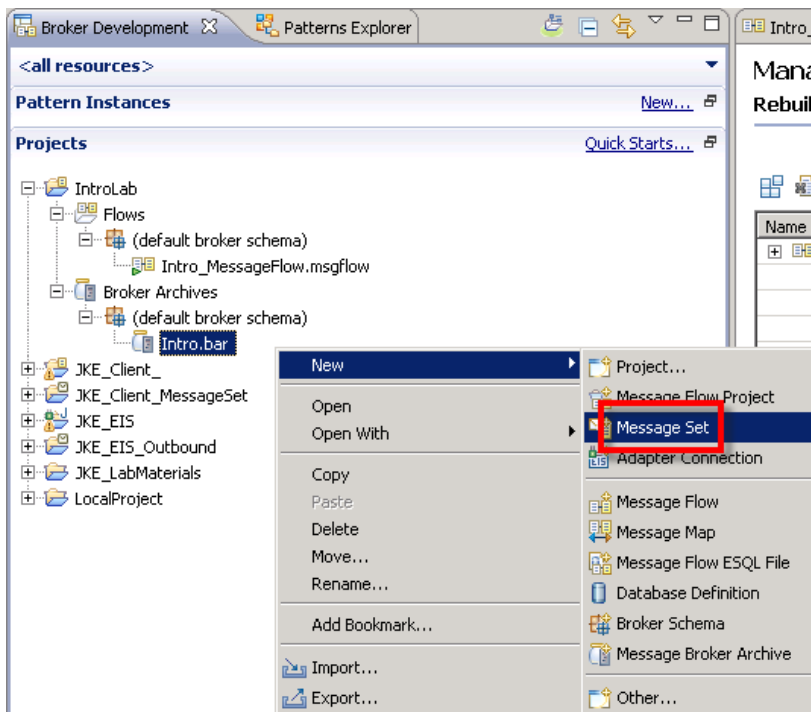 Broker Development Patterns Explorer Intro_
<all resources>
Pattern Instances New...
Projects Quick Starts...
IntroLab
Flows
(default broker schema)
Intro_MessageFlow.msgflow
Broker Archives
(default broker schema)
Intro.bar
JKE_Client_
JKE_Client_MessageSet
JKE_EIS
JKE_EIS_Outbound
JKE_LabMaterials
LocalProject
New
Open
Open With
Copy
Paste
Delete
Move...
Rename...
Add Bookmark...
Import...
Export...
Project...
Message Flow Project
Message Set
Adapter Connection
Message Flow
Message Map
Message Flow ESQL File
Database Definition
Broker Schema
Message Broker Archive
Other...
Name